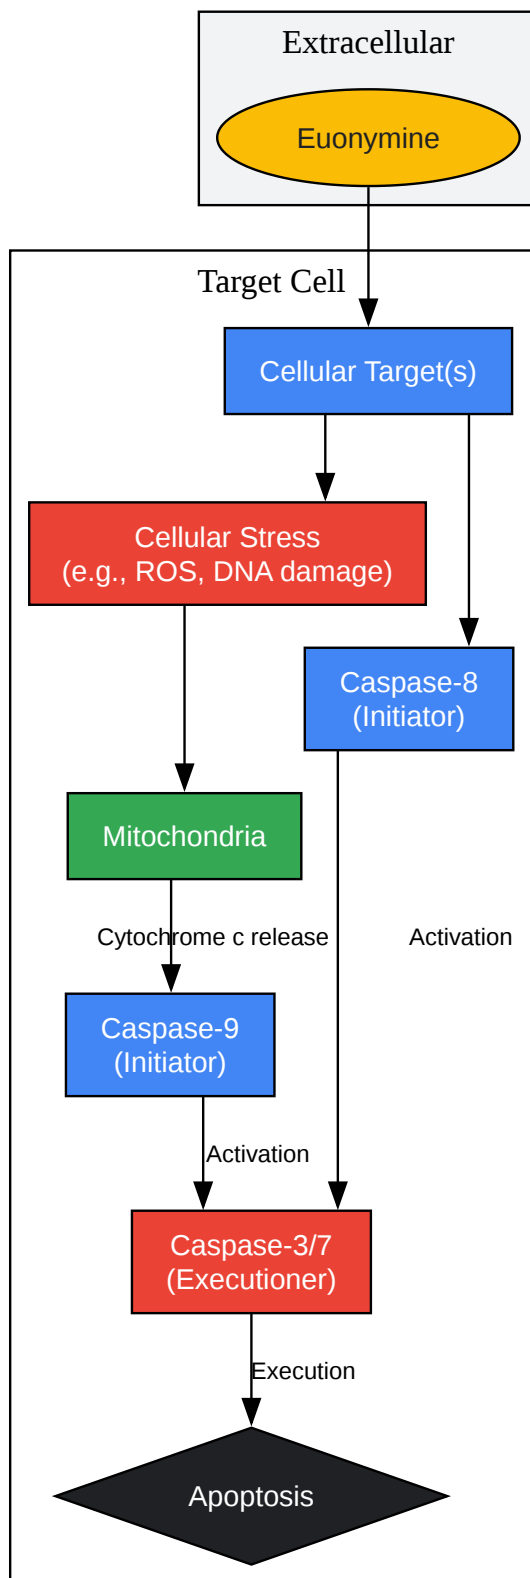 Extracellular
Euonymine
Target Cell
Cellular Target(s)
Cellular Stress
(e.g., ROS, DNA damage)
Caspase-8
(Initiator)
Mitochondria
Cytochrome c release
Activation
Caspase-9
(Initiator)
Activation
Caspase-3/7
(Executioner)
Execution
Apoptosis